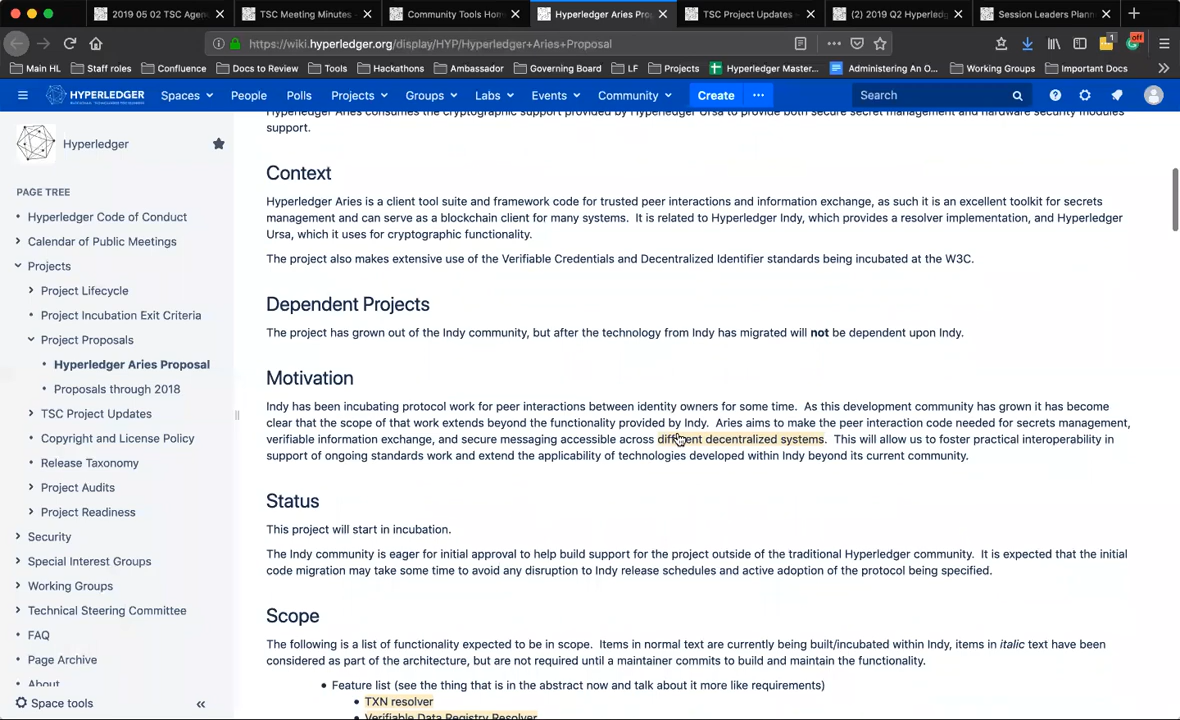 2019 05 02 TSC Agen
TSC Meeting Minutes -
Community Tools Hom
Hyperledger Aries Pro
TSC Project Updates -
(2) 2019 Q2 Hyperled
Session Leaders Plann
https://wiki.hyperledger.org/display/HYP/Hyperledger+Aries+Proposal
1
off
Main HL
Staff roles
Confluence
Docs to Review
Tools
Hackathons
Ambassador
Governing Board
LF
Projects
Hyperledger Master...
Administering An O...
Working Groups
Important Docs
HYPERLEDGER
Spaces
People
Polls
Projects
Groups
Labs
Events
Community
Create
Search
Hyperledger
PAGE TREE
Hyperledger Code of Conduct
Calendar of Public Meetings
Projects
Project Lifecycle
Project Incubation Exit Criteria
Project Proposals
Hyperledger Aries Proposal
Proposals through 2018
TSC Project Updates
Copyright and License Policy
Release Taxonomy
Project Audits
Project Readiness
Security
Special Interest Groups
Working Groups
Technical Steering Committee
FAQ
Page Archive
About
Space tools
Hyperledger Aries consumes the cryptographic support provided by Hyperledger Ursa to provide both secure secret management and hardware security modules
support.
Context
Hyperledger Aries is a client tool suite and framework code for trusted peer interactions and information exchange, as such it is an excellent toolkit for secrets
management and can serve as a blockchain client for many systems.  It is related to Hyperledger Indy, which provides a resolver implementation, and Hyperledger
Ursa, which it uses for cryptographic functionality.
The project also makes extensive use of the Verifiable Credentials and Decentralized Identifier standards being incubated at the W3C.
Dependent Projects
The project has grown out of the Indy community, but after the technology from Indy has migrated will not be dependent upon Indy.
Motivation
Indy has been incubating protocol work for peer interactions between identity owners for some time.  As this development community has grown it has become
clear that the scope of that work extends beyond the functionality provided by Indy.  Aries aims to make the peer interaction code needed for secrets management,
verifiable information exchange, and secure messaging accessible across different decentralized systems.  This will allow us to foster practical interoperability in
support of ongoing standards work and extend the applicability of technologies developed within Indy beyond its current community.
Status
This project will start in incubation.
The Indy community is eager for initial approval to help build support for the project outside of the traditional Hyperledger community.  It is expected that the initial
code migration may take some time to avoid any disruption to Indy release schedules and active adoption of the protocol being specified.
Scope
The following is a list of functionality expected to be in scope.  Items in normal text are currently being built/incubated within Indy, items in italic text have been
considered as part of the architecture, but are not required until a maintainer commits to build and maintain the functionality.
Feature list (see the thing that is in the abstract now and talk about it more like requirements)
TXN resolver
Verifiable Data Registry Resolver